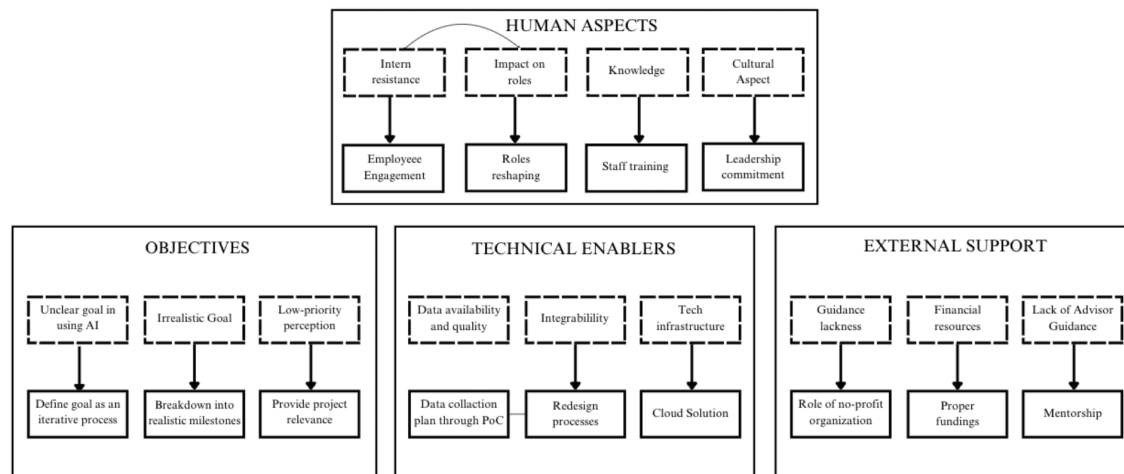 HUMAN ASPECTS
Intern
resistance
Impact on
roles
Knowledge
Cultural
Aspect
Employeee
Engagement
Roles
reshaping
Staff training
Leadership
commitment
OBJECTIVES
Unclear goal in
using AI
Irrealistic Goal
Low-priority
perception
Define goal as an
iterative process
Breakdown into
realistic milestones
Provide project
relevance
TECHNICAL ENABLERS
Data availability
and quality
Integrabilility
Tech
infrastructure
Data collaction
plan through PoC
Redesign
processes
Cloud Solution
EXTERNAL SUPPORT
Guidance
lackness
Financial
resources
Lack of Advisor
Guidance
Role of no-profit
organization
Proper
fundings
Mentorship